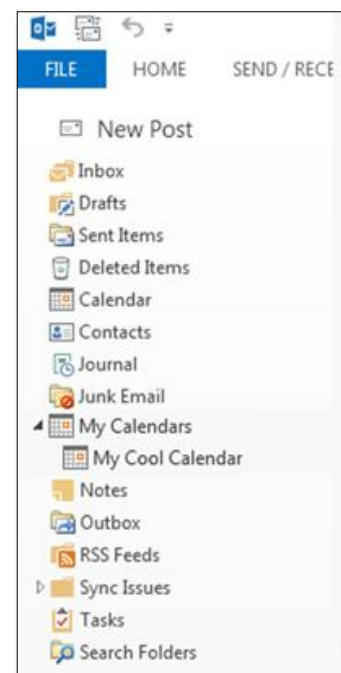 FILE HOME SEND / RECE
New Post
Inbox
Drafts
Sent Items
Deleted Items
Calendar
Contacts
Journal
Junk Email
My Calendars
My Cool Calendar
Notes
Outbox
RSS Feeds
Sync Issues
Tasks
Search Folders